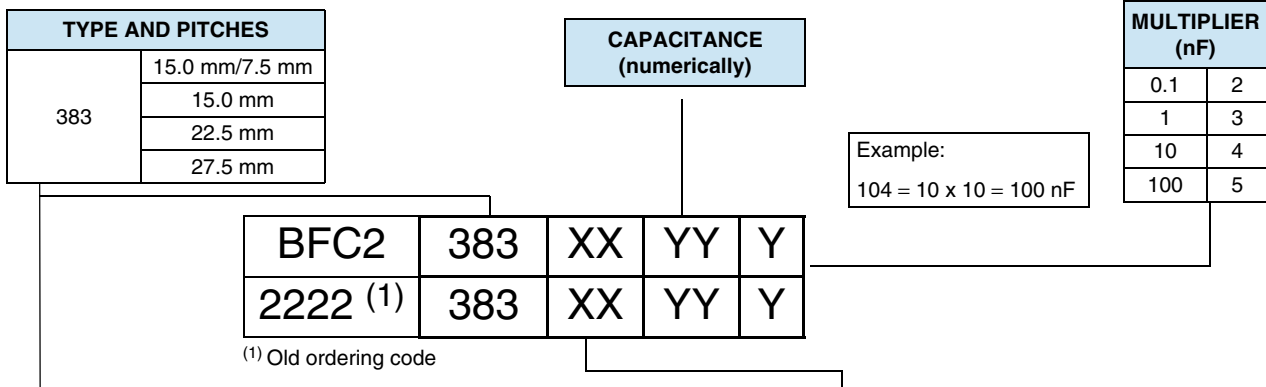 TYPE AND PITCHES
383
15.0 mm/7.5 mm
15.0 mm
22.5 mm
27.5 mm
CAPACITANCE
(numerically)
MULTIPLIER
(nF)
0.1 2
1 3
10 4
100 5
Example:
104 = 10 x 10 = 100 nF
BFC2 383 XX YY Y
2222 (1) 383 XX YY Y
(1) Old ordering code